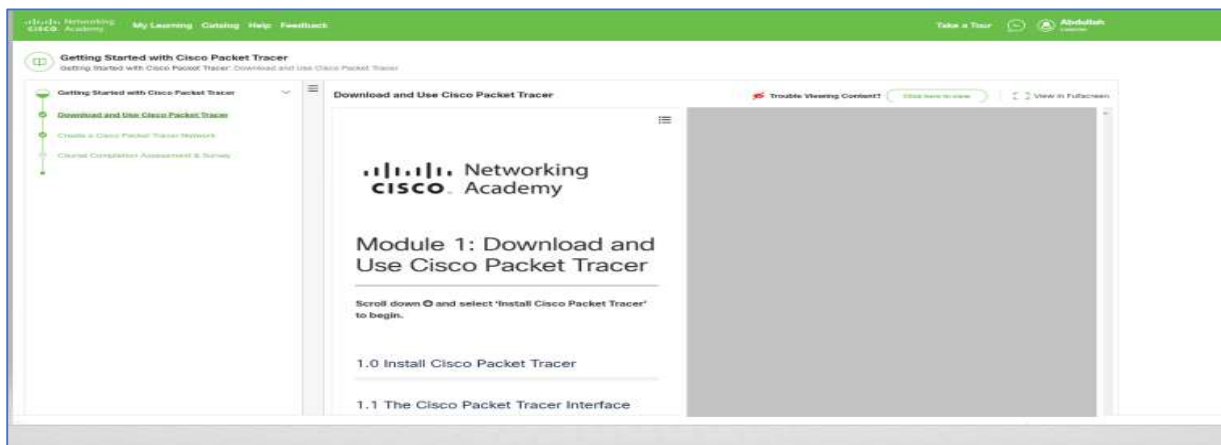 Networking
CISCO Academy
My Learning Catalog Help Feedback
Take a Tour
Abdullah
Getting Started with Cisco Packet Tracer
Getting Started with Cisco Packet Tracer: Download and Use Cisco Packet Tracer
Getting Started with Cisco Packet Tracer
Download and Use Cisco Packet Tracer
Create a Cisco Packet Tracer Network
Course Completion Assessment & Survey
Download and Use Cisco Packet Tracer
Trouble Viewing Content?
Click here to view
View in Fullscreen
Networking
CISCO Academy
Module 1: Download and
Use Cisco Packet Tracer
Scroll down and select 'Install Cisco Packet Tracer'
to begin.
1.0 Install Cisco Packet Tracer
1.1 The Cisco Packet Tracer Interface